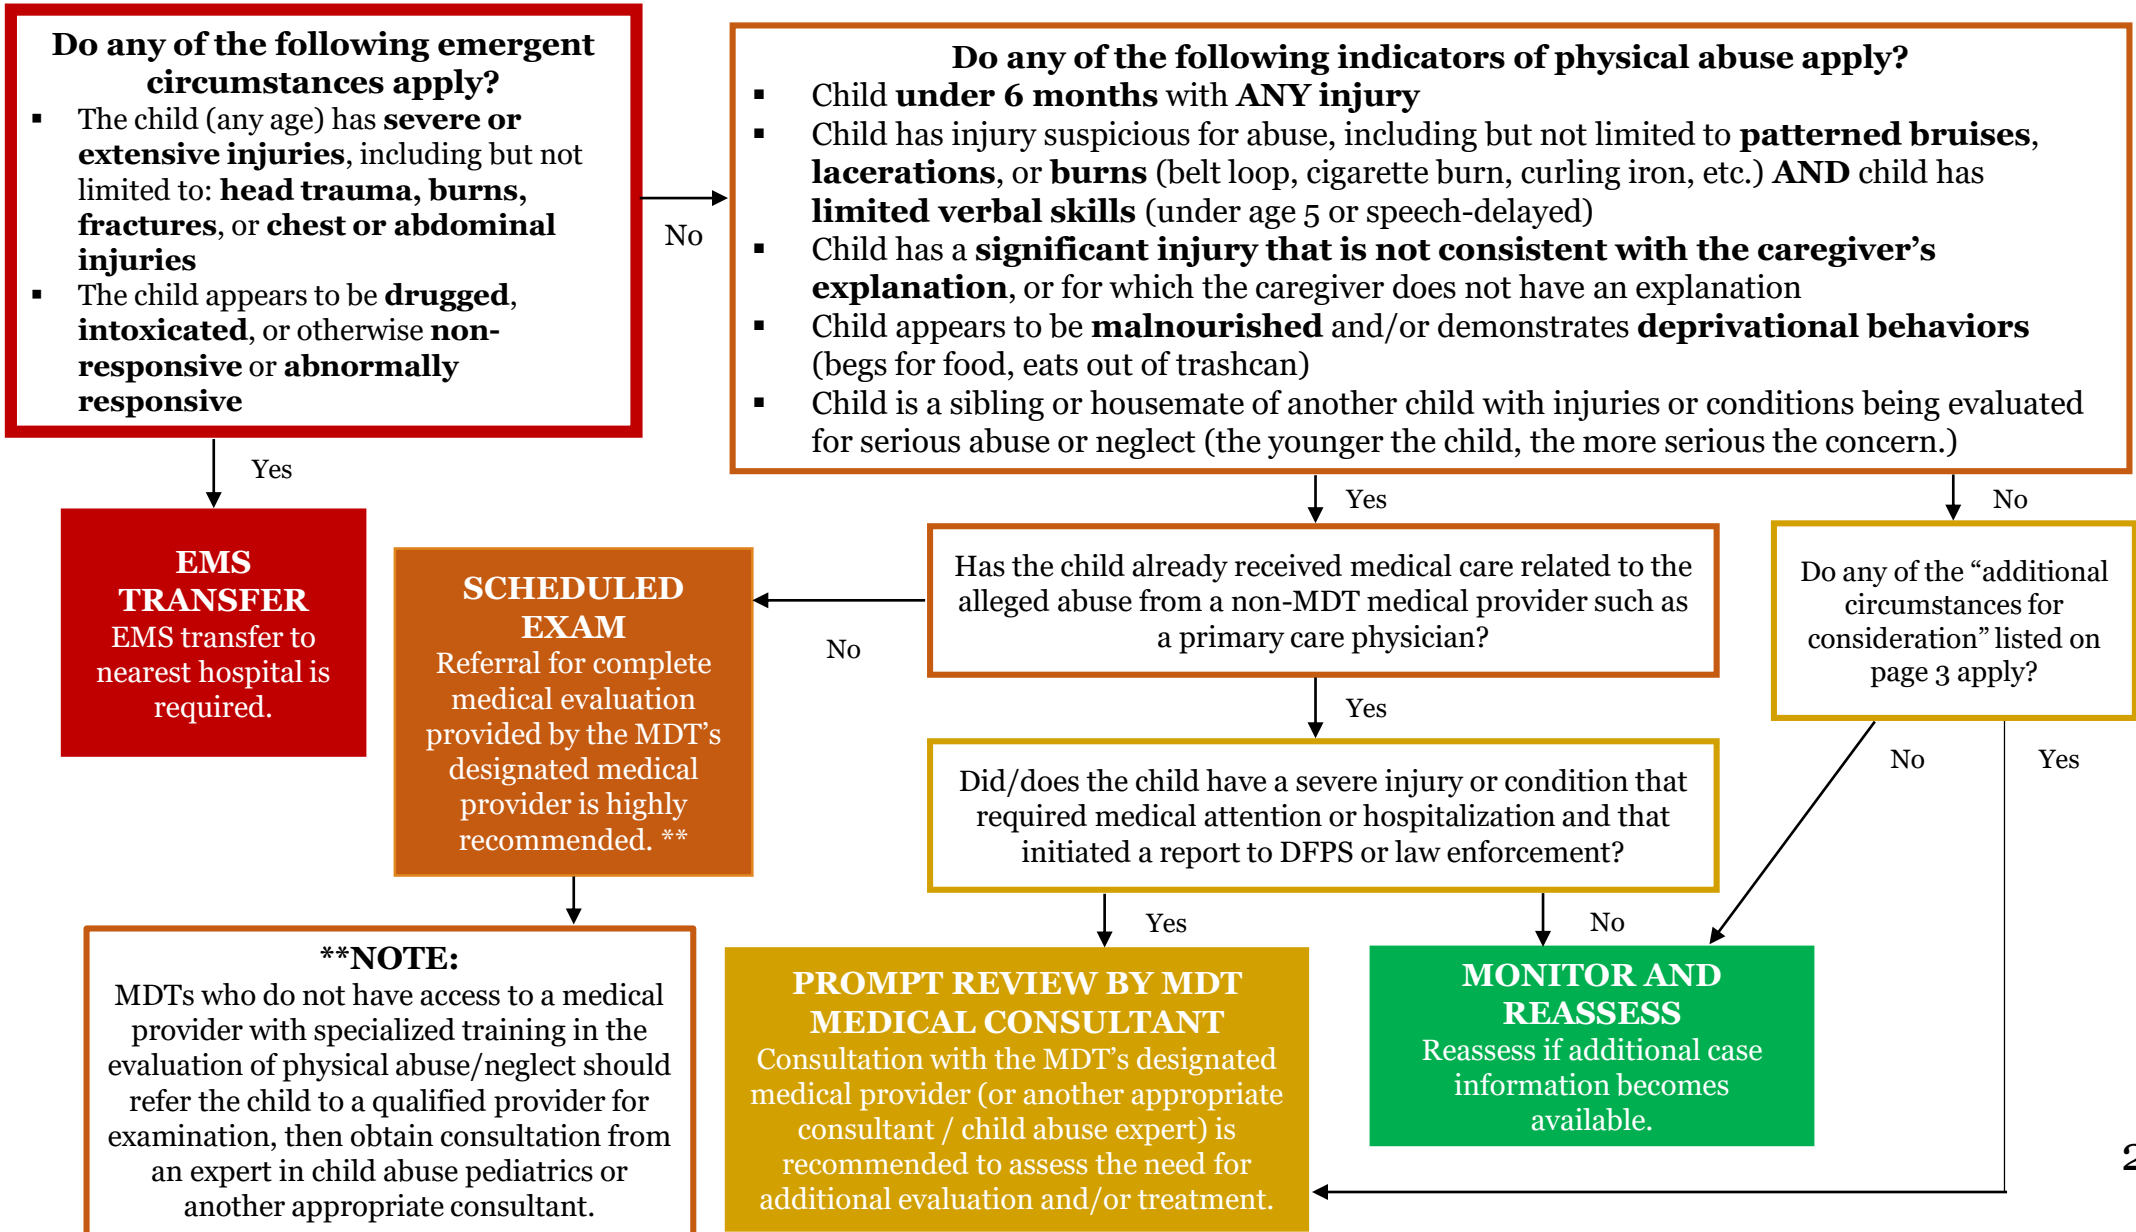 Do any of the following emergent
circumstances apply?
▪ The child (any age) has severe or
extensive injuries, including but not
limited to: head trauma, burns,
fractures, or chest or abdominal
injuries
▪ The child appears to be drugged,
intoxicated, or otherwise non-
responsive or abnormally
responsive
No
Do any of the following indicators of physical abuse apply?
▪ Child under 6 months with ANY injury
▪ Child has injury suspicious for abuse, including but not limited to patterned bruises,
lacerations, or burns (belt loop, cigarette burn, curling iron, etc.) AND child has
limited verbal skills (under age 5 or speech-delayed)
▪ Child has a significant injury that is not consistent with the caregiver’s
explanation, or for which the caregiver does not have an explanation
▪ Child appears to be malnourished and/or demonstrates deprivational behaviors
(begs for food, eats out of trashcan)
▪ Child is a sibling or housemate of another child with injuries or conditions being evaluated
for serious abuse or neglect (the younger the child, the more serious the concern.)
Yes
Yes
No
EMS
TRANSFER
EMS transfer to
nearest hospital is
required.
SCHEDULED
EXAM
Referral for complete
medical evaluation
provided by the MDT’s
designated medical
provider is highly
recommended. **
No
Has the child already received medical care related to the
alleged abuse from a non-MDT medical provider such as
a primary care physician?
Do any of the “additional
circumstances for
consideration” listed on
page 3 apply?
Yes
No
Yes
Did/does the child have a severe injury or condition that
required medical attention or hospitalization and that
initiated a report to DFPS or law enforcement?
Yes
No
**NOTE:
MDTs who do not have access to a medical
provider with specialized training in the
evaluation of physical abuse/neglect should
refer the child to a qualified provider for
examination, then obtain consultation from
an expert in child abuse pediatrics or
another appropriate consultant.
PROMPT REVIEW BY MDT
MEDICAL CONSULTANT
Consultation with the MDT’s designated
medical provider (or another appropriate
consultant / child abuse expert) is
recommended to assess the need for
additional evaluation and/or treatment.
MONITOR AND
REASSESS
Reassess if additional case
information becomes
available.
2